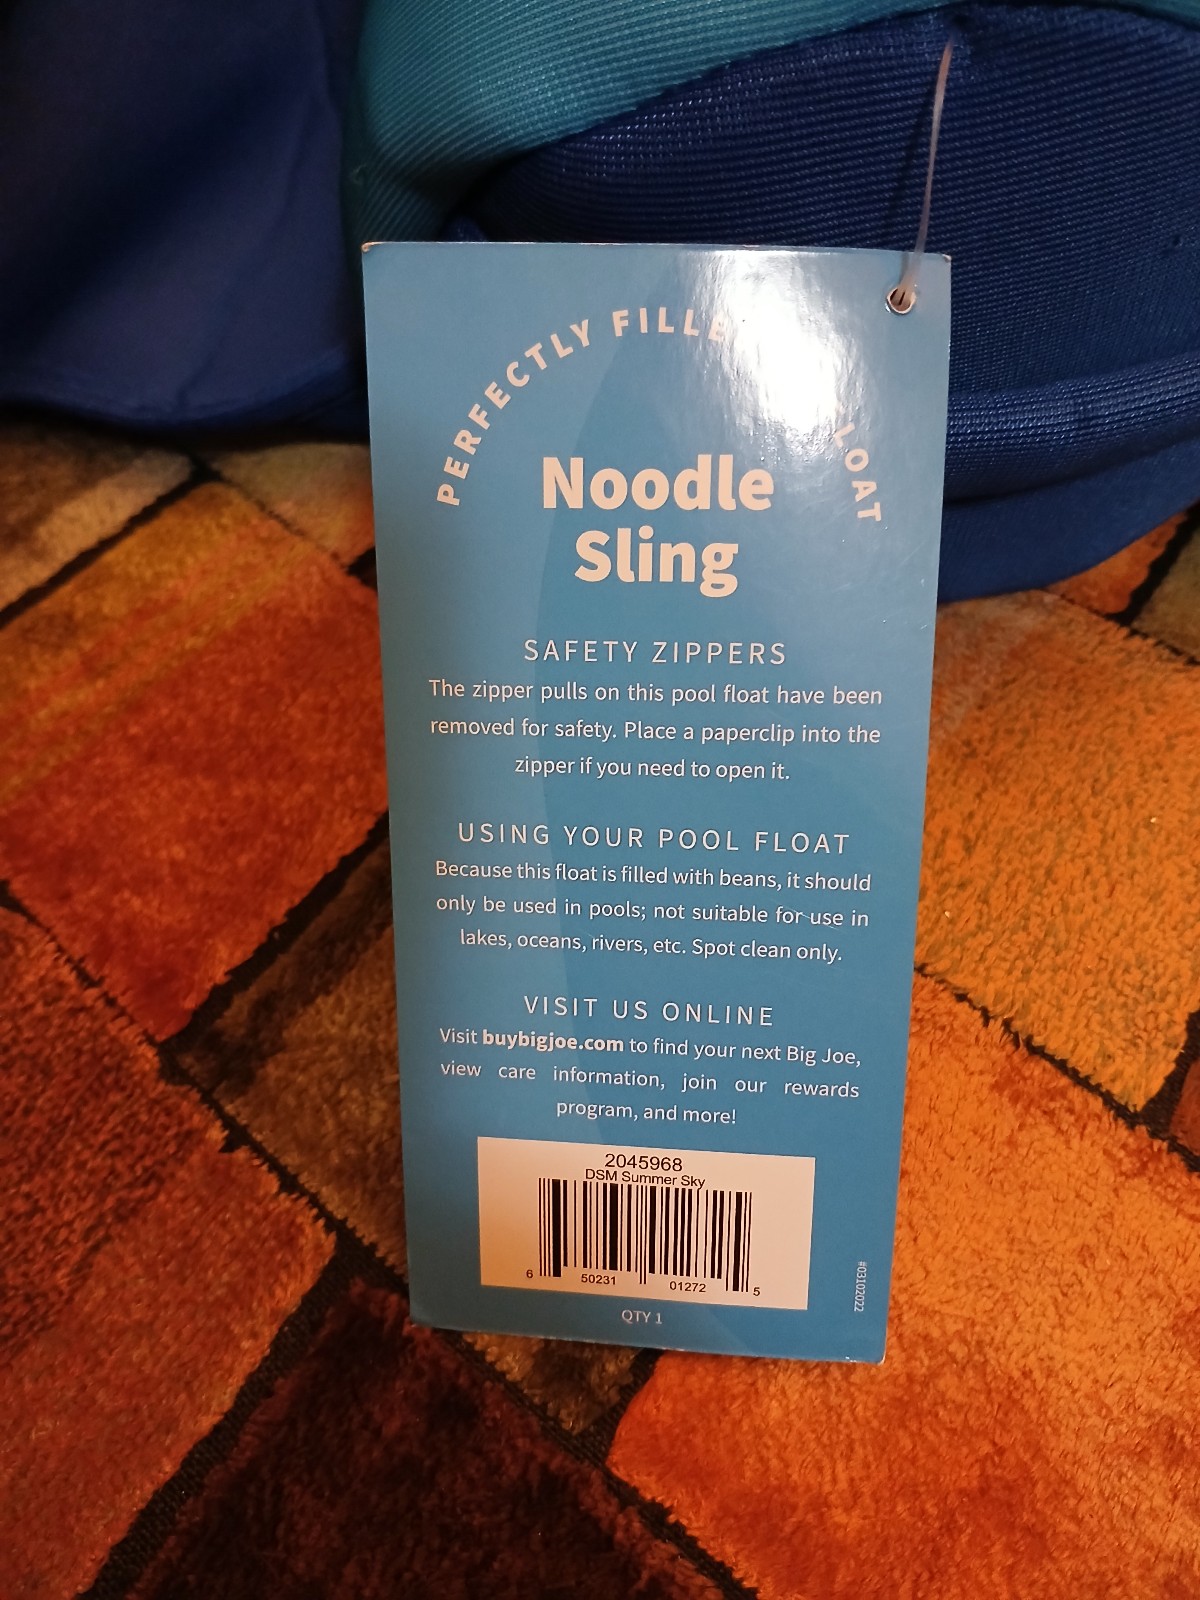 PERFECTLY FILLE LOAT
Noodle
Sling
SAFETY ZIPPERS
The zipper pulls on this pool float have been
removed for safety. Place a paperclip into the
zipper if you need to open it.
USING YOUR POOL FLOAT
Because this float is filled with beans, it should
only be used in pools; not suitable for use in
lakes, oceans, rivers, etc. Spot clean only.
VISIT US ONLINE
Visit buybigjoe.com to find your next Big Joe,
view care information, join our rewards
program, and more!
2045968
DSM Summer Sky
6 50231 01272 5
QTY 1
#03102022